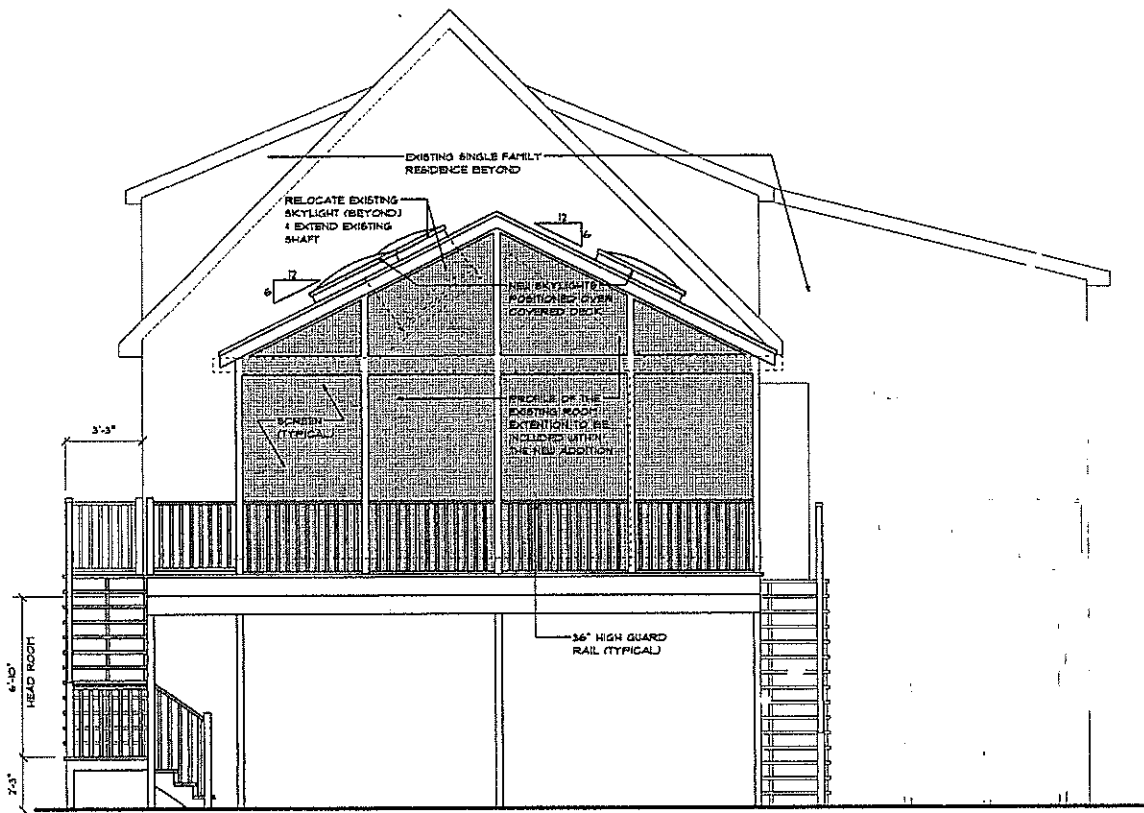 EXISTING SINGLE FAMILY
RESIDENCE BEYOND
RELOCATE EXISTING
SKYLIGHT (BEYOND)
& EXTEND EXISTING
SHAFT
12
6
12
6
NEW SKYLIGHTS
POSITIONED OVER
COVERED DECK
PROFILE OF THE
EXISTING ROOM
EXTENTION TO BE
INCLUDED WITHIN
THE NEW ADDITION
SCREEN
(TYPICAL)
3'-3"
36" HIGH GUARD
RAIL (TYPICAL)
6'-10"
HEAD ROOM
2'-3"